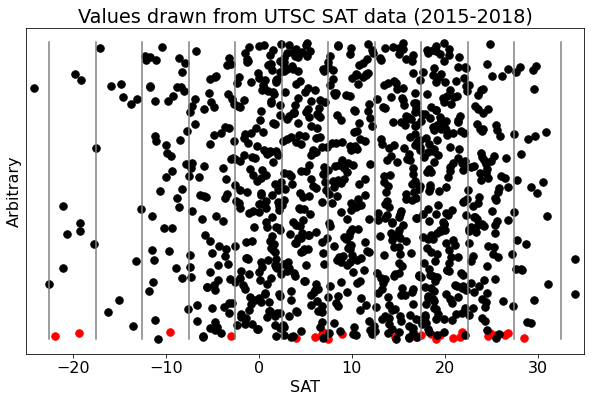 Values drawn from UTSC SAT data (2015-2018)
Arbitrary
−20 −10 0 10 20 30
SAT